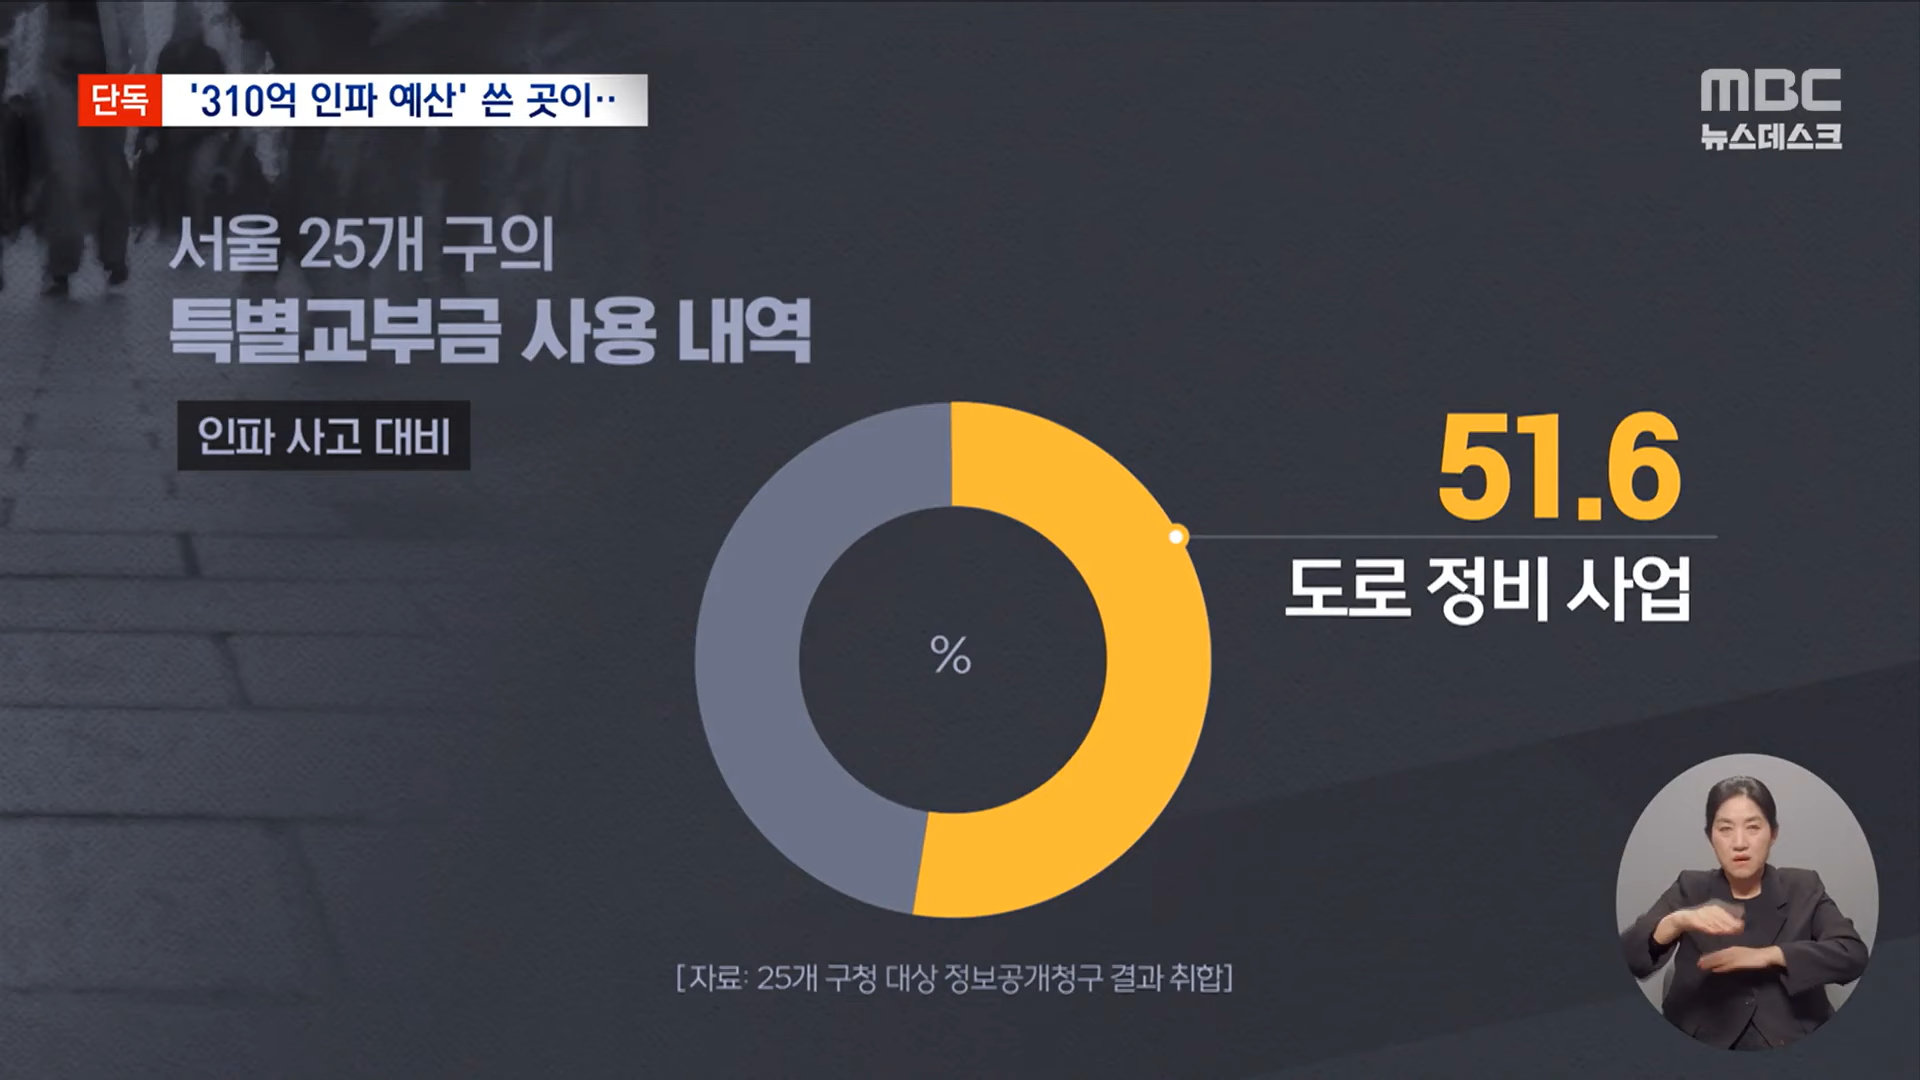 단독 '310억 인파 예산' 쓴 곳이··
MBC
뉴스데스크
서울 25개 구의
특별교부금 사용 내역
인파 사고 대비
51.6
도로 정비 사업
%
[자료: 25개 구청 대상 정보공개청구 결과 취합]